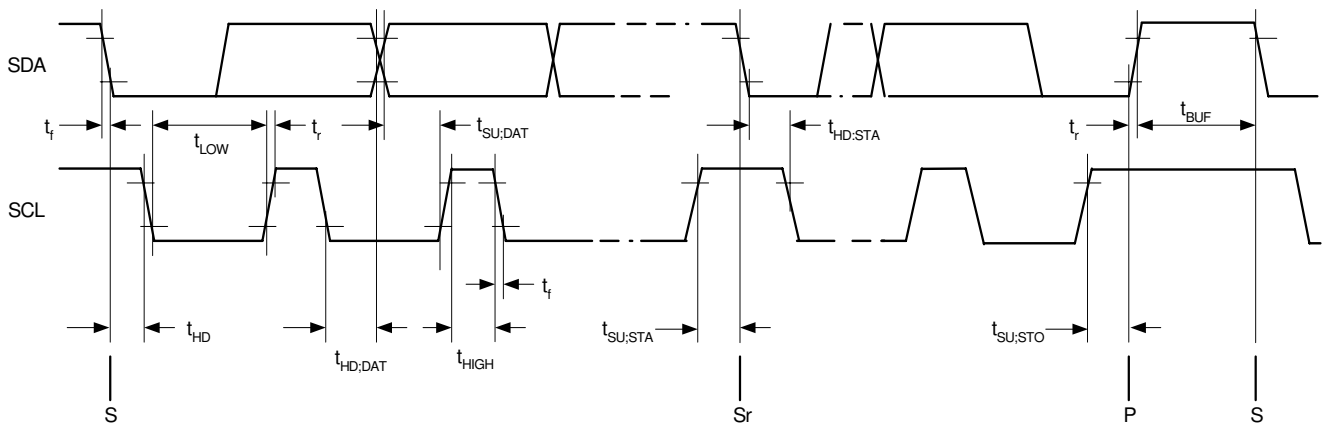 SDA
t_f
t_LOW
t_r
t_SU;DAT
t_HD:STA
t_r
t_BUF
SCL
t_f
t_HD
t_HD;DAT
t_HIGH
t_SU;STA
t_SU;STO
S
Sr
P
S